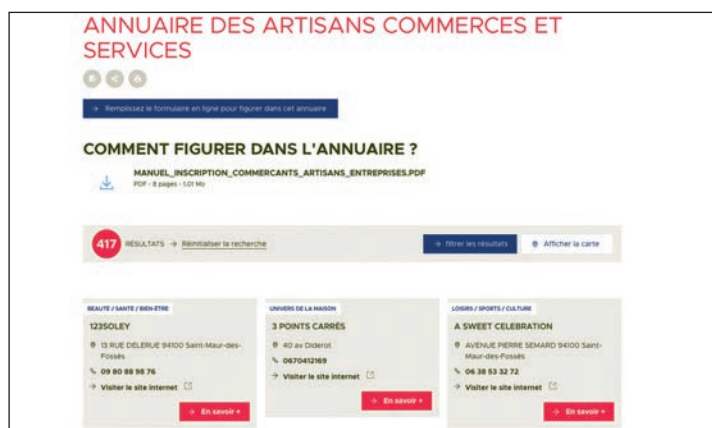 ANNUAIRE DES ARTISANS COMMERCES ET
SERVICES
→ Remplissez le formulaire en ligne pour figurer dans cet annuaire
COMMENT FIGURER DANS L'ANNUAIRE ?
MANUEL_INSCRIPTION_COMMERCANTS_ARTISANS_ENTREPRISES.PDF
PDF - 8 pages - 1,01 Mo
417 RÉSULTATS → Réinitialiser la recherche → filtrer les résultats Afficher la carte
BEAUTÉ / SANTÉ / BIEN-ÊTRE
123SOLEY
13 RUE DELERUE 94100 Saint-Maur-des-
Fossés
09 80 88 98 76
→ Visiter le site internet
→ En savoir +
UNIVERS DE LA MAISON
3 POINTS CARRÉS
40 av Diderot
0670412169
→ Visiter le site internet
→ En savoir +
LOISIRS / SPORTS / CULTURE
A SWEET CELEBRATION
AVENUE PIERRE SEMARD 94100 Saint-
Maur-des-Fossés
06 38 53 32 72
→ Visiter le site internet
→ En savoir +